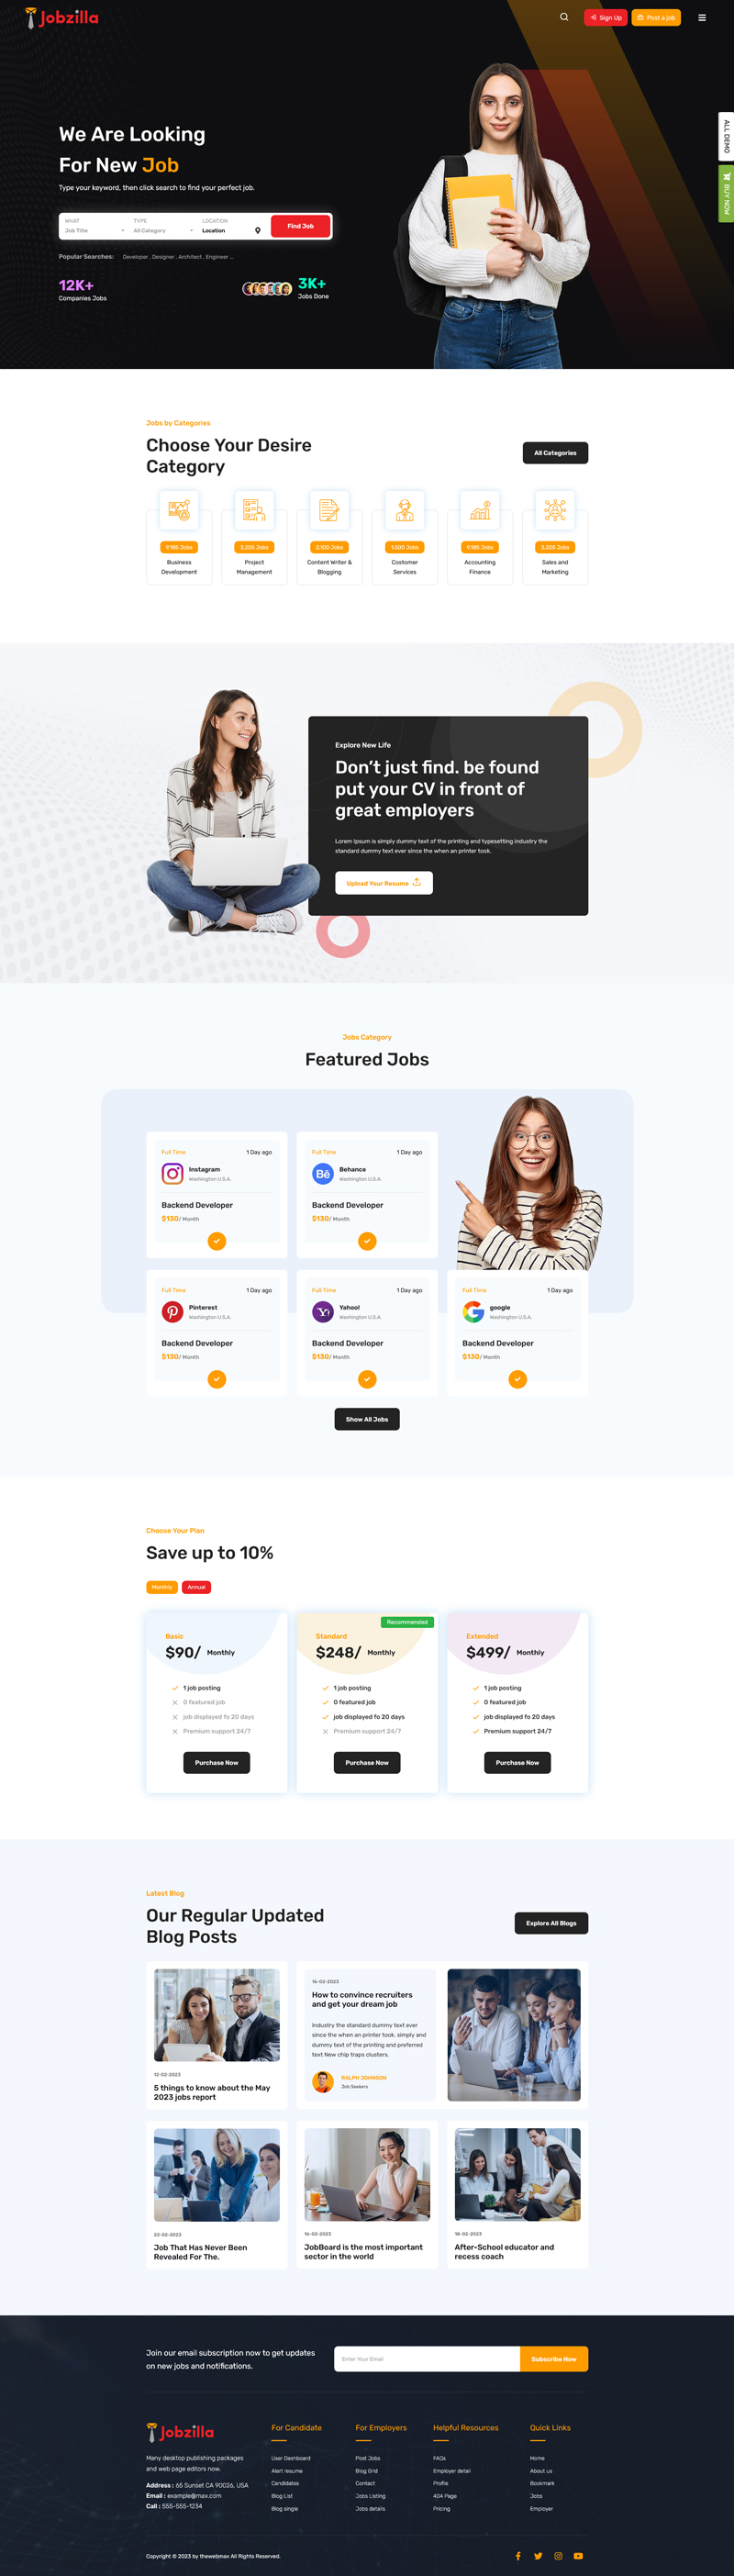 Jobzilla
Sign Up
Post a job
ALL DEMO
BUY NOW
We Are Looking
For New Job
Type your keyword, then click search to find your perfect job.
WHAT
TYPE
LOCATION
Job Title
All Category
Location
Find Job
Popular Searches:
Developer , Designer , Architect , Engineer ...
12K+
Companies Jobs
3K+
Jobs Done
Jobs by Categories
Choose Your Desire
Category
All Categories
9,185 Jobs
3,205 Jobs
2,100 Jobs
1,500 Jobs
9,185 Jobs
3,205 Jobs
Business
Development
Project
Management
Content Writer &
Blogging
Costomer
Services
Accounting
Finance
Sales and
Marketing
Explore New Life
Don't just find. be found
put your CV in front of
great employers
Lorem Ipsum is simply dummy text of the printing and typesetting industry the
standard dummy text ever since the when an printer took.
Upload Your Resume
Jobs Category
Featured Jobs
Full Time
1 Day ago
Instagram
Washington U.S.A.
Backend Developer
$130/ Month
Full Time
1 Day ago
Behance
Washington U.S.A.
Backend Developer
$130/ Month
Full Time
1 Day ago
Pinterest
Washington U.S.A.
Backend Developer
$130/ Month
Full Time
1 Day ago
Yahool
Washington U.S.A.
Backend Developer
$130/ Month
Full Time
1 Day ago
google
Washington U.S.A.
Backend Developer
$130/ Month
Show All Jobs
Choose Your Plan
Save up to 10%
Monthly
Annual
Basic
$90/ Monthly
1 job posting
0 featured job
job displayed fo 20 days
Premium support 24/7
Purchase Now
Recommended
Standard
$248/ Monthly
1 job posting
0 featured job
job displayed fo 20 days
Premium support 24/7
Purchase Now
Extended
$499/ Monthly
1 job posting
0 featured job
job displayed fo 20 days
Premium support 24/7
Purchase Now
Latest Blog
Our Regular Updated
Blog Posts
Explore All Blogs
12-02-2023
5 things to know about the May
2023 jobs report
16-02-2023
How to convince recruiters
and get your dream job
Industry the standard dummy text ever
since the when an printer took. simply and
dummy text of the printing and preferred
text New chip traps clusters.
RALPH JOHNSON
Job Seekers
22-02-2023
Job That Has Never Been
Revealed For The.
16-02-2023
JobBoard is the most important
sector in the world
18-02-2023
After-School educator and
recess coach
Join our email subscription now to get updates
on new jobs and notifications.
Enter Your Email
Subscribe Now
Jobzilla
Many desktop publishing packages
and web page editors now.
Address : 65 Sunset CA 90026, USA
Email : example@max.com
Call : 555-555-1234
For Candidate
User Dashboard
Alert resume
Candidates
Blog List
Blog single
For Employers
Post Jobs
Blog Grid
Contact
Jobs Listing
Jobs details
Helpful Resources
FAQs
Employer detail
Profile
404 Page
Pricing
Quick Links
Home
About us
Bookmark
Jobs
Employer
Copyright © 2023 by thewebmax All Rights Reserved.